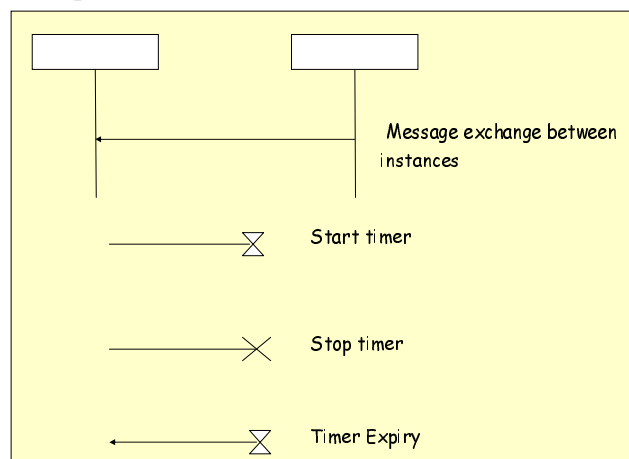 Message exchange between
instances
Start timer
Stop timer
Timer Expiry